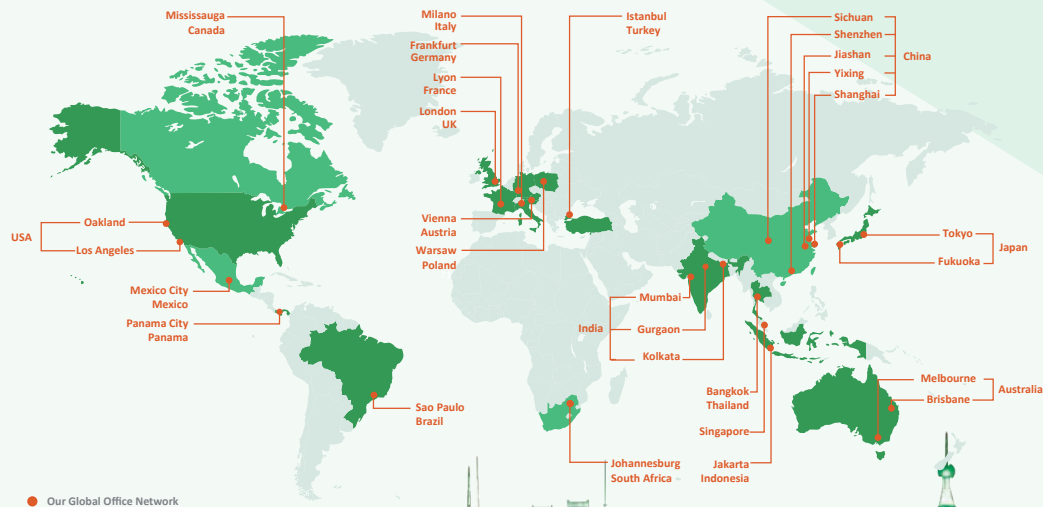 Mississauga
Canada
Milano
Italy
Frankfurt
Germany
Lyon
France
London
UK
Istanbul
Turkey
Sichuan
Shenzhen
Jiashan
Yixing
Shanghai
China
USA
Oakland
Los Angeles
Vienna
Austria
Warsaw
Poland
Tokyo
Fukuoka
Japan
Mexico City
Mexico
Panama City
Panama
India
Mumbai
Gurgaon
Kolkata
Bangkok
Thailand
Singapore
Jakarta
Indonesia
Melbourne
Brisbane
Australia
Sao Paulo
Brazil
Johannesburg
South Africa
Our Global Office Network